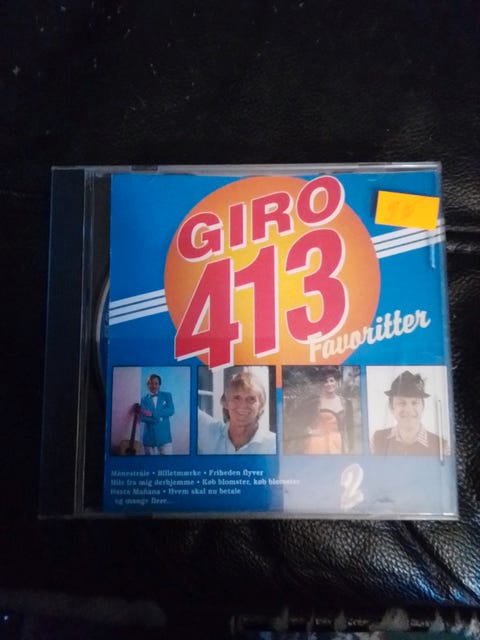 GIRO
413
Favoritter
Månestråle • Billetmærke • Friheden flyver
Hils fra mig derhjemme • Køb blomster, køb blomster
Hasta Mañana • Hvem skal nu betale
og mange flere...
2